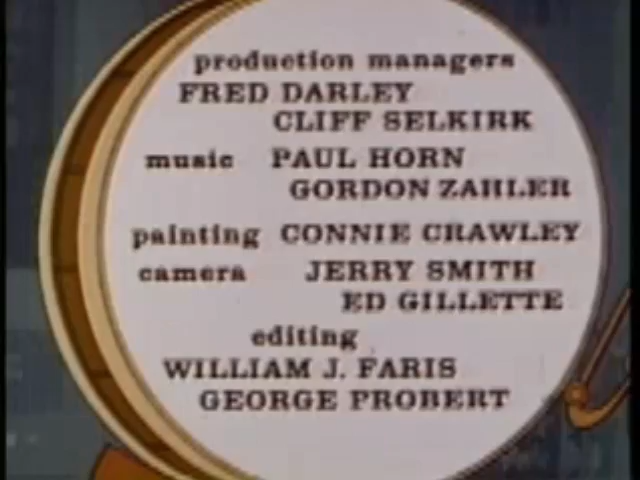 production managers
FRED DARLEY
CLIFF SELKIRK
music PAUL HORN
GORDON ZAHLER
painting CONNIE CRAWLEY
camera JERRY SMITH
ED GILLETTE
editing
WILLIAM J. FARIS
GEORGE PROBERT